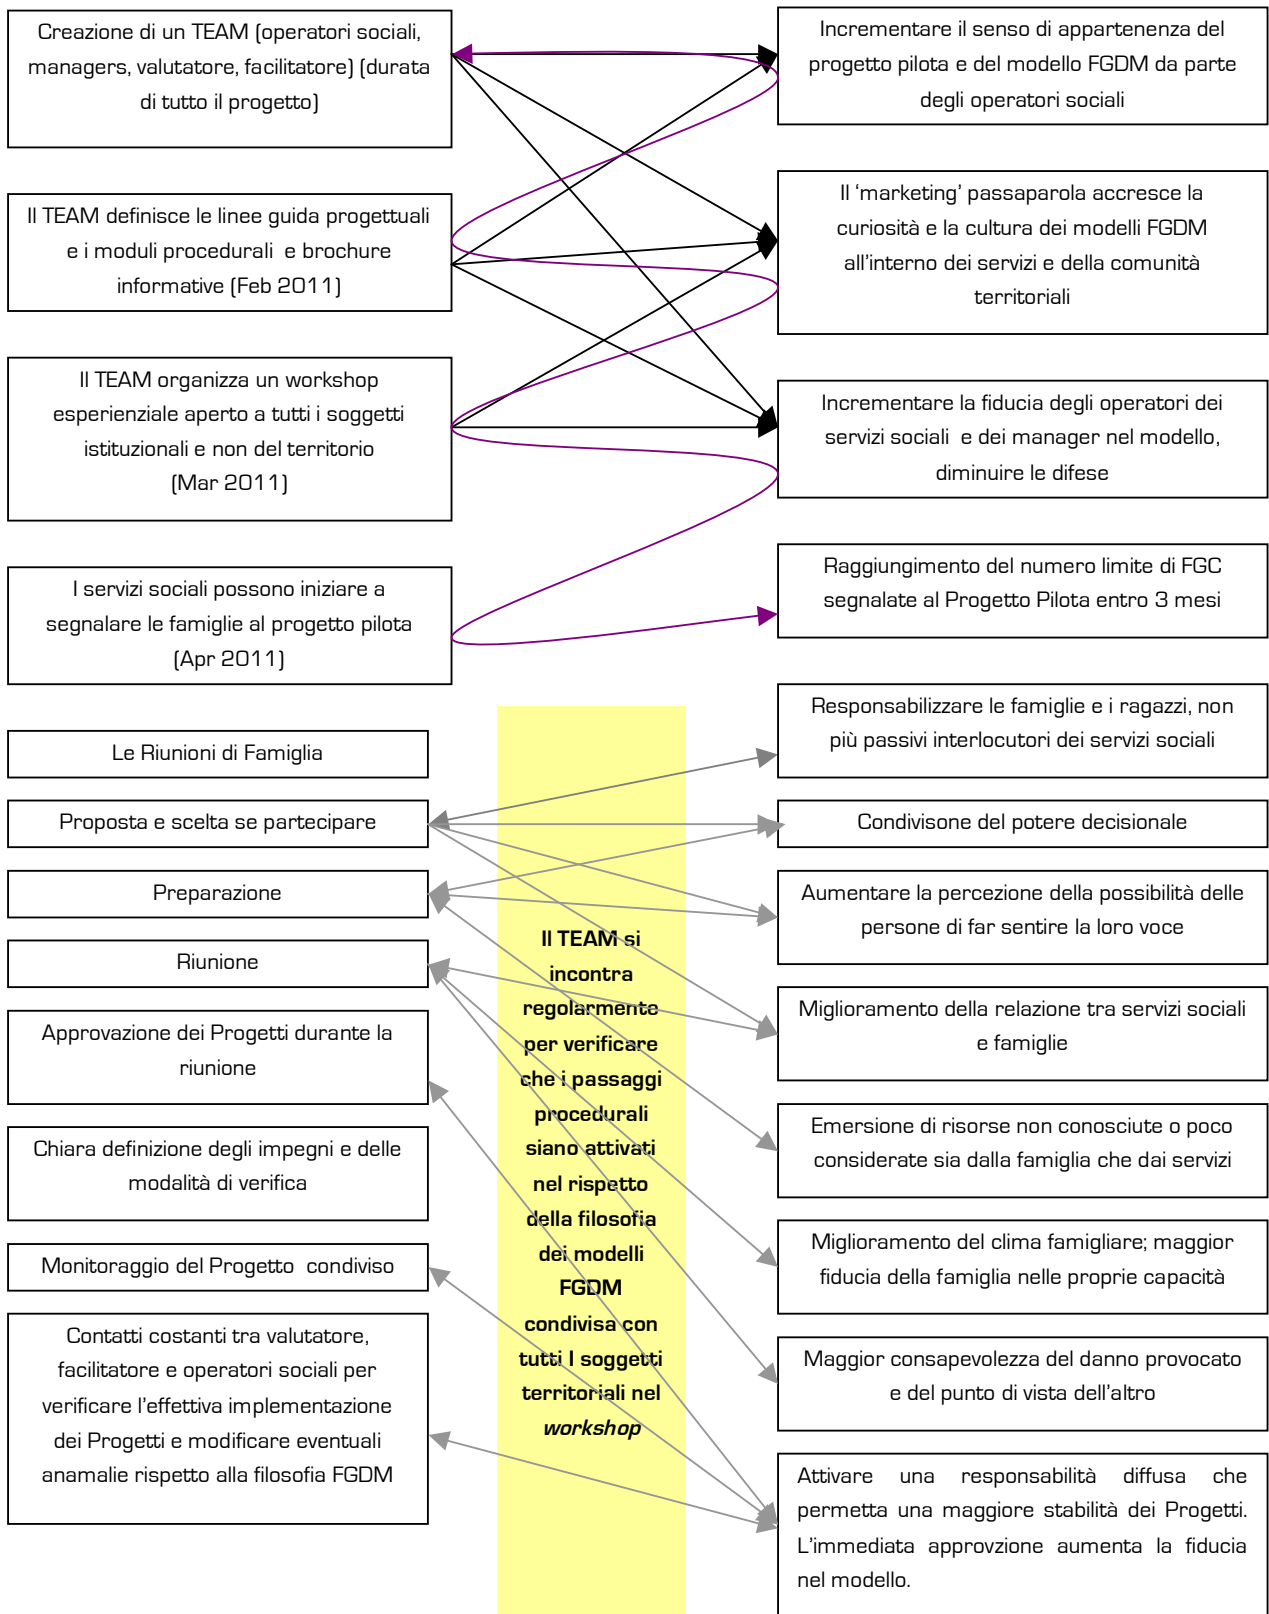 Creazione di un TEAM (operatori sociali,
managers, valutatore, facilitatore) (durata
di tutto il progetto)
Incrementare il senso di appartenenza del
progetto pilota e del modello FGDM da parte
degli operatori sociali
Il TEAM definisce le linee guida progettuali
e i moduli procedurali e brochure
informative (Feb 2011)
Il ‘marketing’ passaparola accresce la
curiosità e la cultura dei modelli FGDM
all’interno dei servizi e della comunità
territoriali
Il TEAM organizza un workshop
esperienziale aperto a tutti i soggetti
istituzionali e non del territorio
(Mar 2011)
Incrementare la fiducia degli operatori dei
servizi sociali e dei manager nel modello,
diminuire le difese
I servizi sociali possono iniziare a
segnalare le famiglie al progetto pilota
(Apr 2011)
Raggiungimento del numero limite di FGC
segnalate al Progetto Pilota entro 3 mesi
Le Riunioni di Famiglia
Proposta e scelta se partecipare
Preparazione
Riunione
Approvazione dei Progetti durante la
riunione
Chiara definizione degli impegni e delle
modalità di verifica
Monitoraggio del Progetto condiviso
Contatti costanti tra valutatore,
facilitatore e operatori sociali per
verificare l’effettiva implementazione
dei Progetti e modificare eventuali
anamalie rispetto alla filosofia FGDM
Il TEAM si
incontra
regolarmente
per verificare
che i passaggi
procedurali
siano attivati
nel rispetto
della filosofia
dei modelli
FGDM
condivisa con
tutti I soggetti
territoriali nel
workshop
Responsabilizzare le famiglie e i ragazzi, non
più passivi interlocutori dei servizi sociali
Condivisone del potere decisionale
Aumentare la percezione della possibilità delle
persone di far sentire la loro voce
Miglioramento della relazione tra servizi sociali
e famiglie
Emersione di risorse non conosciute o poco
considerate sia dalla famiglia che dai servizi
Miglioramento del clima famigliare; maggior
fiducia della famiglia nelle proprie capacità
Maggior consapevolezza del danno provocato
e del punto di vista dell’altro
Attivare una responsabilità diffusa che
permetta una maggiore stabilità dei Progetti.
L’immediata approvzione aumenta la fiducia
nel modello.